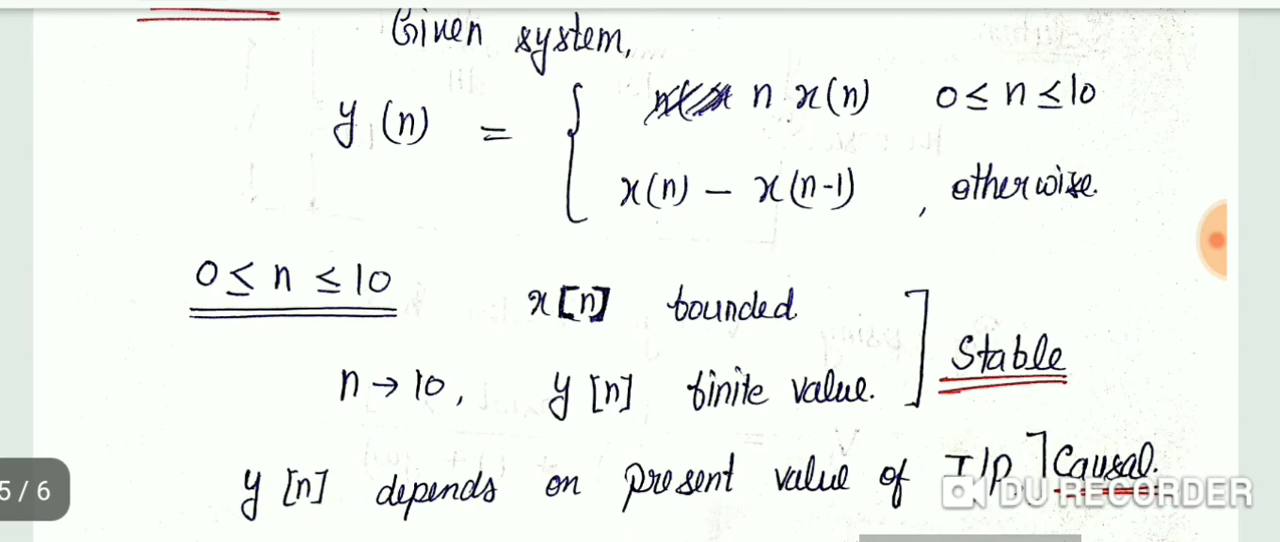 Given system,
y (n) = { n x(n) 0 ≤ n ≤ 10
x(n) – x(n-1) , otherwise.
0 ≤ n ≤ 10 x[n] bounded
n → 10, y [n] finite value. ] Stable
y [n] depends on present value of I/P. ] Causal.
DU RECORDER
5 / 6